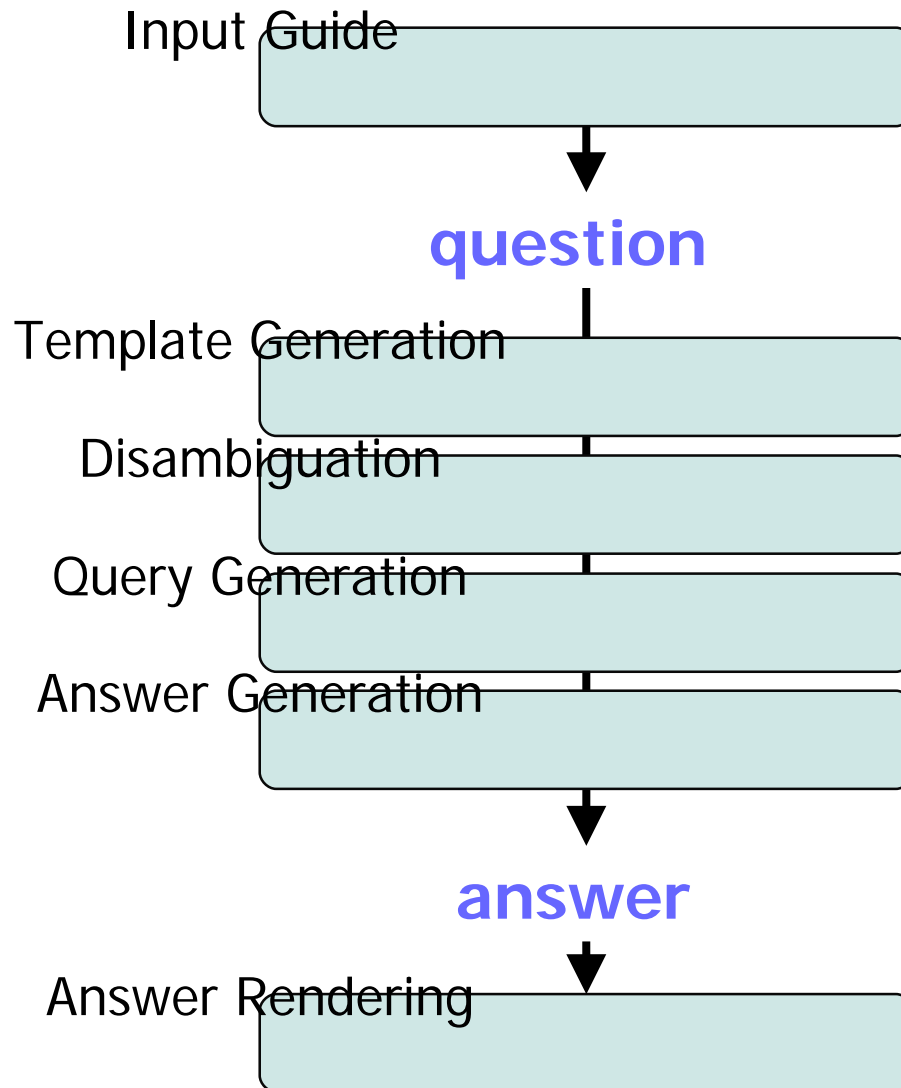 Input Guide
question
Template Generation
Disambiguation
Query Generation
Answer Generation
answer
Answer Rendering